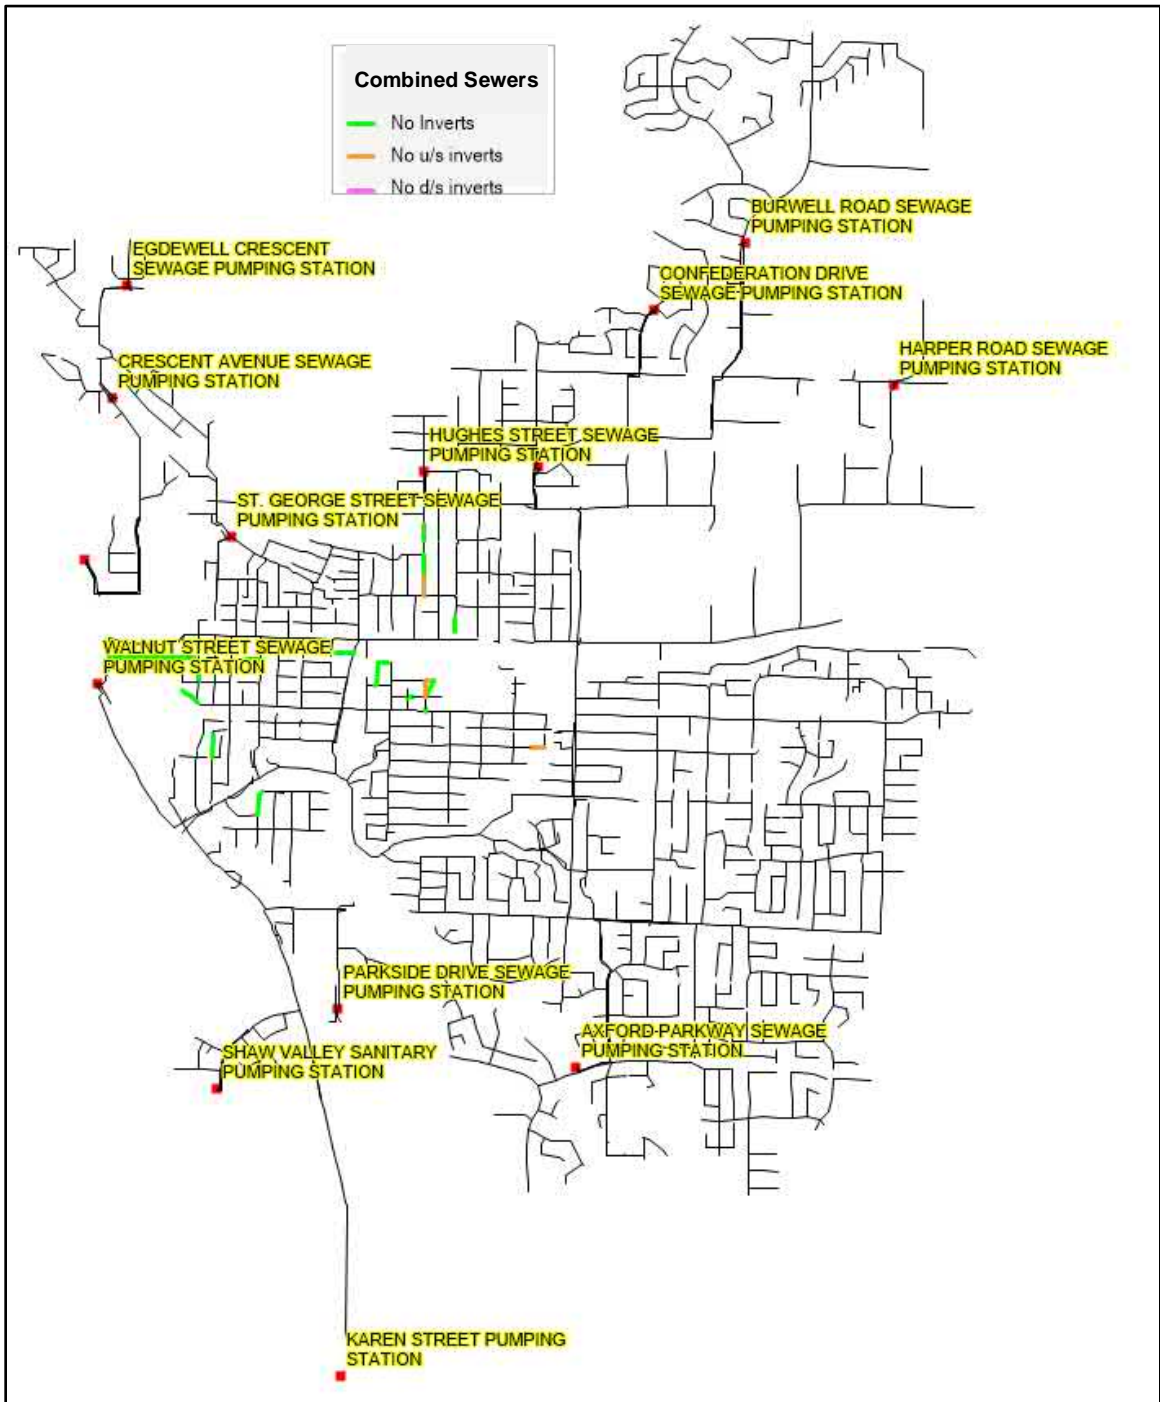 Combined Sewers
No Inverts
No u/s inverts
No d/s inverts
BURWELL ROAD SEWAGE
PUMPING STATION
EGDEWELL CRESCENT
SEWAGE PUMPING STATION
CONFEDERATION DRIVE
SEWAGE PUMPING STATION
HARPER ROAD SEWAGE
PUMPING STATION
CRESCENT AVENUE SEWAGE
PUMPING STATION
HUGHES STREET SEWAGE
PUMPING STATION
ST. GEORGE STREET SEWAGE
PUMPING STATION
WALNUT STREET SEWAGE
PUMPING STATION
PARKSIDE DRIVE SEWAGE
PUMPING STATION
AXFORD-PARKWAY SEWAGE
PUMPING STATION
SHAW VALLEY SANITARY
PUMPING STATION
KAREN STREET PUMPING
STATION